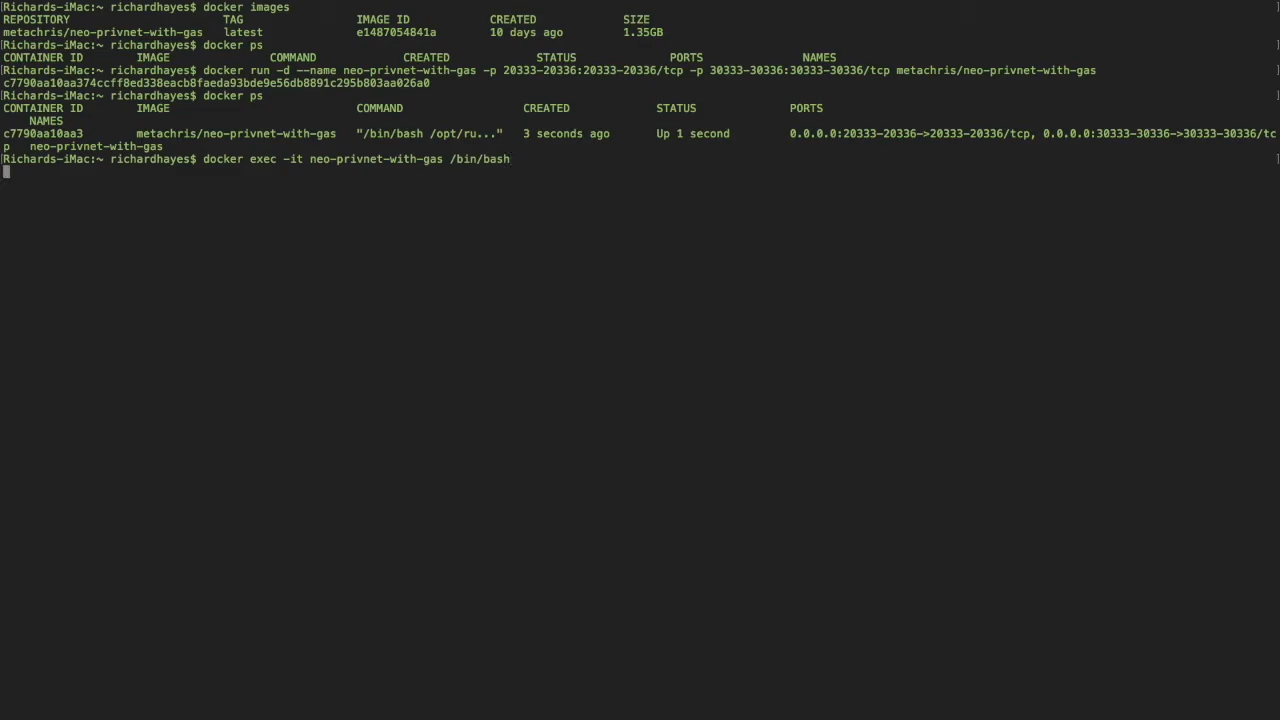 [Richards-iMac:~ richardhayes$ docker images ]
REPOSITORY TAG IMAGE ID CREATED SIZE
metachris/neo-privnet-with-gas latest e1487054841a 10 days ago 1.35GB
[Richards-iMac:~ richardhayes$ docker ps ]
CONTAINER ID IMAGE COMMAND CREATED STATUS PORTS NAMES
[Richards-iMac:~ richardhayes$ docker run -d --name neo-privnet-with-gas -p 20333-20336:20333-20336/tcp -p 30333-30336:30333-30336/tcp metachris/neo-privnet-with-gas ]
c7790aa10aa374ccff8ed338eacb8faeda93bde9e56db8891c295b803aa026a0
[Richards-iMac:~ richardhayes$ docker ps ]
CONTAINER ID IMAGE COMMAND CREATED STATUS PORTS
NAMES
c7790aa10aa3 metachris/neo-privnet-with-gas "/bin/bash /opt/ru..." 3 seconds ago Up 1 second 0.0.0.0:20333-20336->20333-20336/tcp, 0.0.0.0:30333-30336->30333-30336/tc
p neo-privnet-with-gas
[Richards-iMac:~ richardhayes$ docker exec -it neo-privnet-with-gas /bin/bash ]